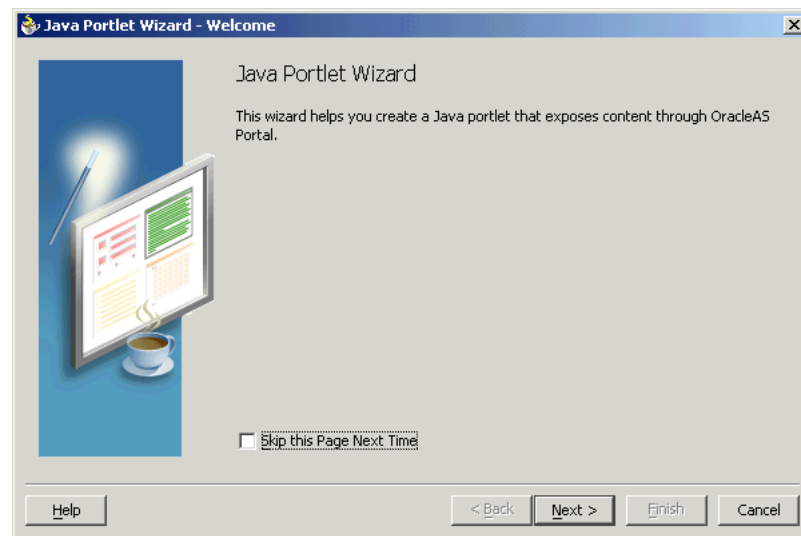 Java Portlet Wizard - Welcome
Java Portlet Wizard
This wizard helps you create a Java portlet that exposes content through OracleAS
Portal.
Skip this Page Next Time
Help < Back Next > Finish Cancel